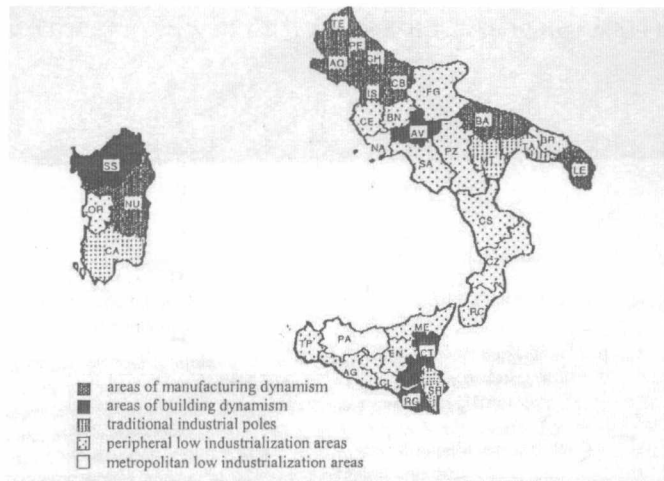 TE
PE
CH
AQ
CB
IS
FG
CE
BN
BA
AV
NA
SA
PZ
MT
TA
BR
LE
SS
NU
OR
CA
CS
CZ
RC
ME
TP
PA
EN
CT
AG
CL
SR
RG
areas of manufacturing dynamism
areas of building dynamism
traditional industrial poles
peripheral low industrialization areas
metropolitan low industrialization areas